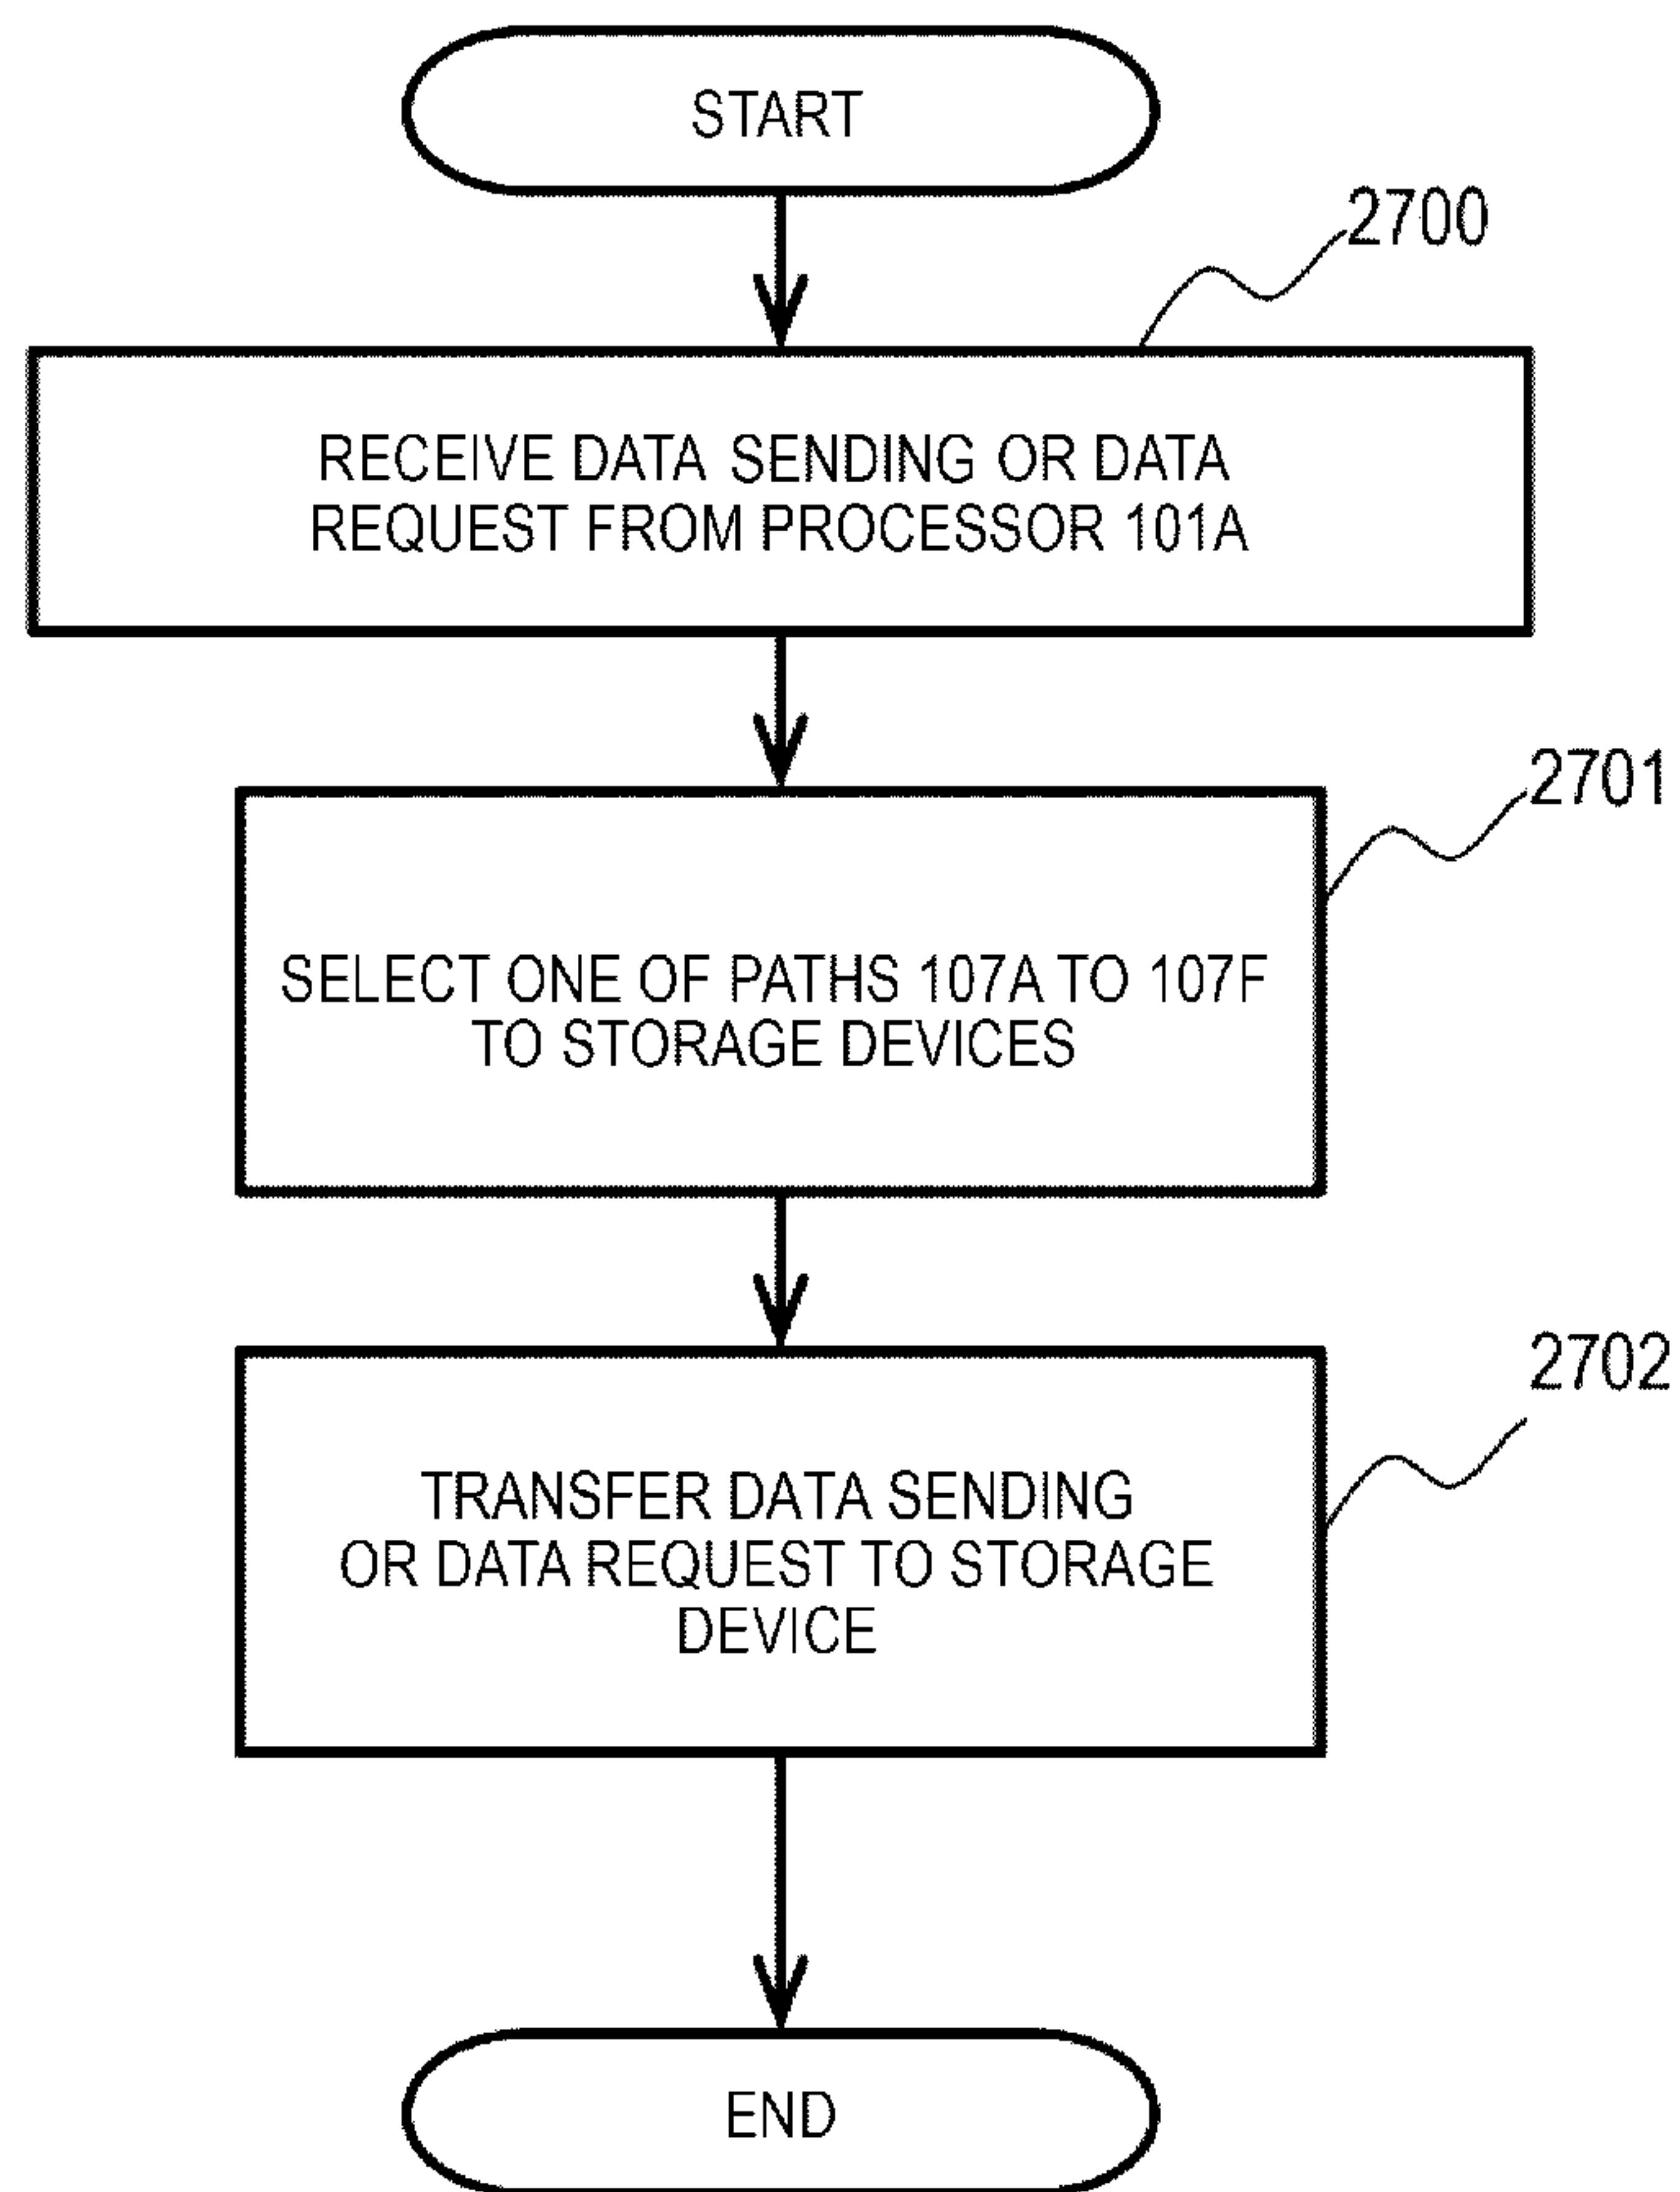 START
2700
RECEIVE DATA SENDING OR DATA
REQUEST FROM PROCESSOR 101A
2701
SELECT ONE OF PATHS 107A TO 107F
TO STORAGE DEVICES
2702
TRANSFER DATA SENDING
OR DATA REQUEST TO STORAGE
DEVICE
END